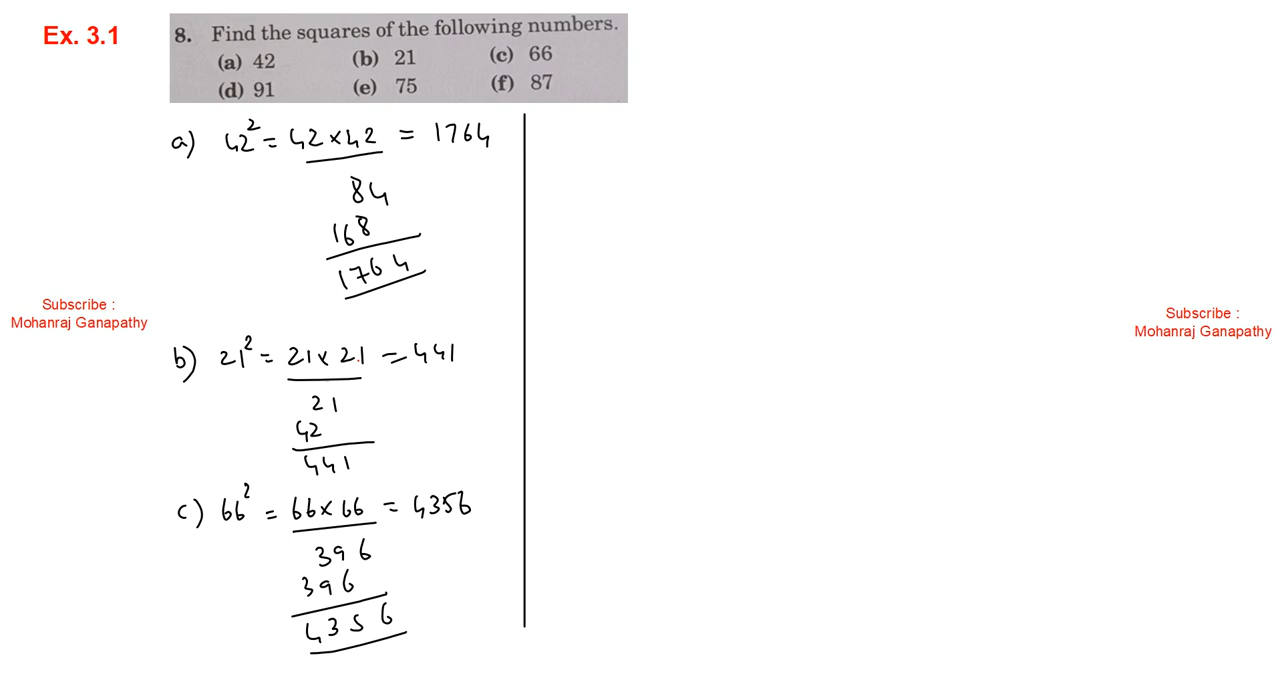 Ex. 3.1
8. Find the squares of the following numbers.
(a) 42 (b) 21 (c) 66
(d) 91 (e) 75 (f) 87
a) 42² = 42 × 42 = 1764
84
168
1764
Subscribe :
Mohanraj Ganapathy
Subscribe :
Mohanraj Ganapathy
b) 21² = 21 × 21 = 441
21
42
441
c) 66² = 66 × 66 = 4356
396
396
4356